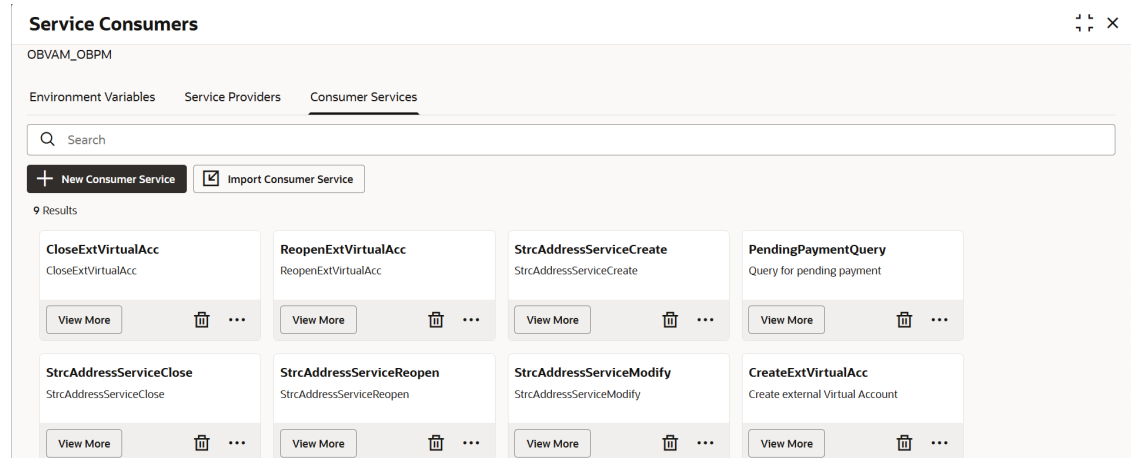 Service Consumers
OBVAM_OBPM
Environment Variables Service Providers Consumer Services
Search
New Consumer Service Import Consumer Service
9 Results
CloseExtVirtualAcc ReopenExtVirtualAcc StrcAddressServiceCreate PendingPaymentQuery
CloseExtVirtualAcc ReopenExtVirtualAcc StrcAddressServiceCreate Query for pending payment
View More View More View More View More
StrcAddressServiceClose StrcAddressServiceReopen StrcAddressServiceModify CreateExtVirtualAcc
StrcAddressServiceClose StrcAddressServiceReopen StrcAddressServiceModify Create external Virtual Account
View More View More View More View More